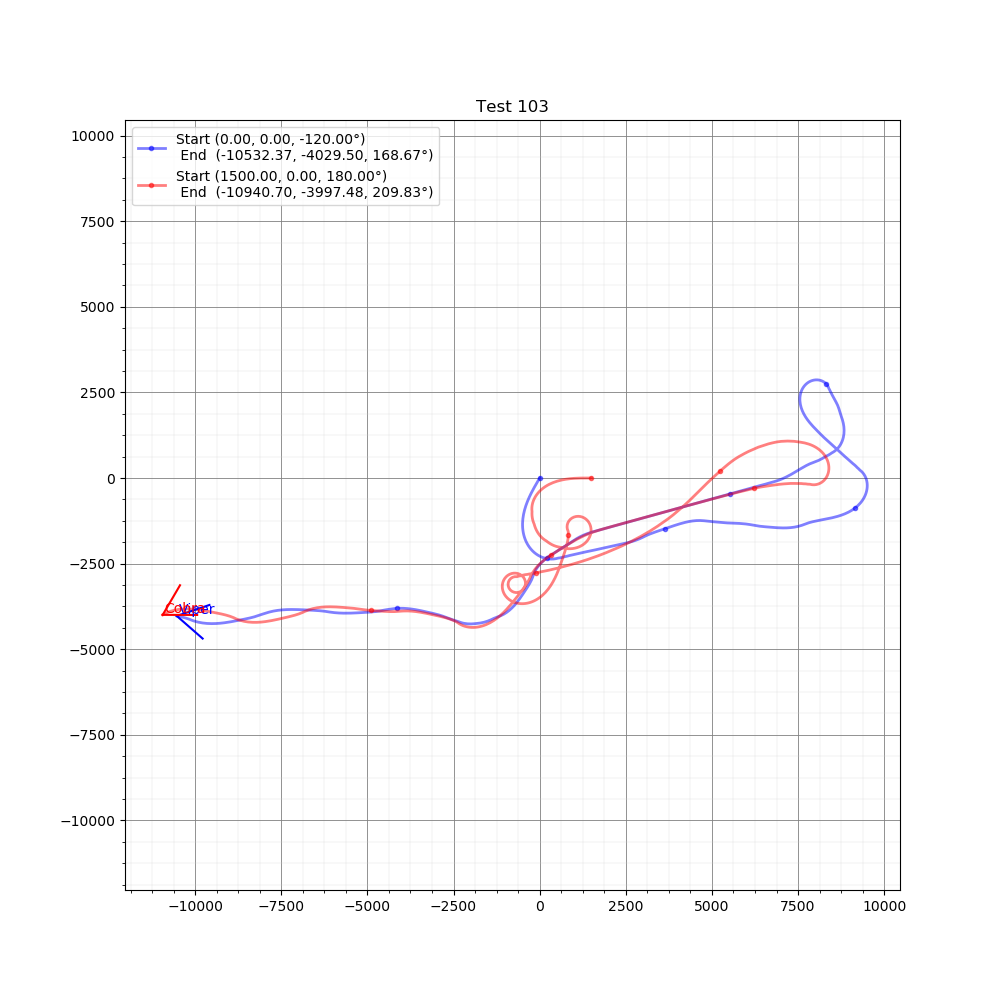 Test 103
Start (0.00, 0.00, -120.00°)
End (-10532.37, -4029.50, 168.67°)
Start (1500.00, 0.00, 180.00°)
End (-10940.70, -3997.48, 209.83°)
10000
7500
5000
2500
0
−2500
−5000
−7500
−10000
−10000 −7500 −5000 −2500 0 2500 5000 7500 10000